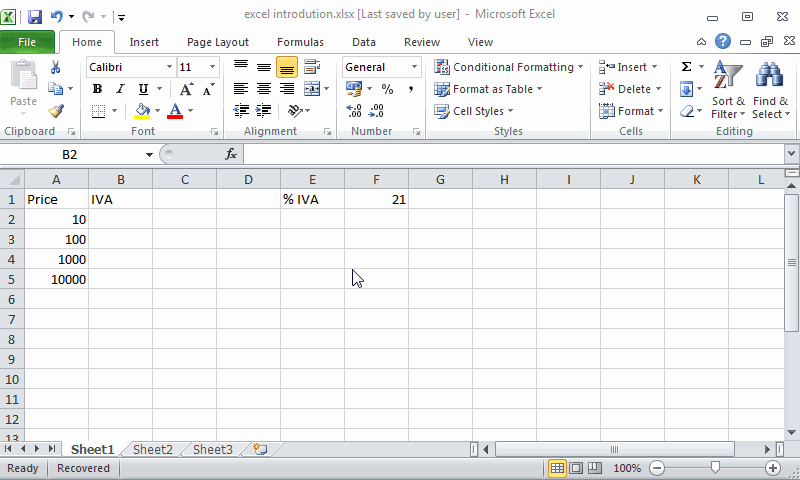 excel introdution.xlsx [Last saved by user] - Microsoft Excel
File Home Insert Page Layout Formulas Data Review View
Calibri 11 General Conditional Formatting Insert Σ
Paste B I U % , Format as Table Delete Sort & Filter Find & Select
Cell Styles Format
Clipboard Font Alignment Number Styles Cells Editing
B2 fx
A B C D E F G H I J K L
1 Price IVA % IVA 21
2 10
3 100
4 1000
5 10000
6
7
8
9
10
11
12
13
Sheet1 Sheet2 Sheet3
Ready Recovered 100%